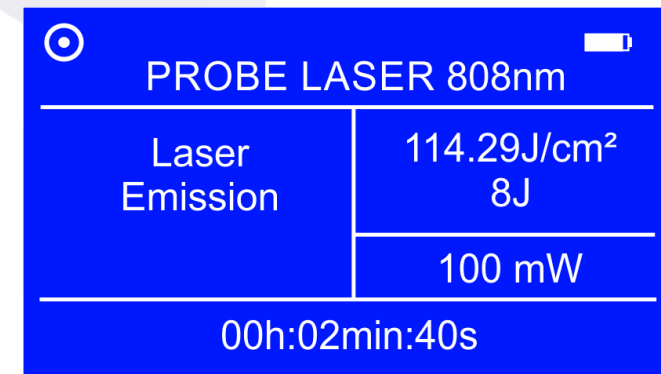 PROBE LASER 808nm
Laser
Emission
114.29J/cm²
8J
100 mW
00h:02min:40s